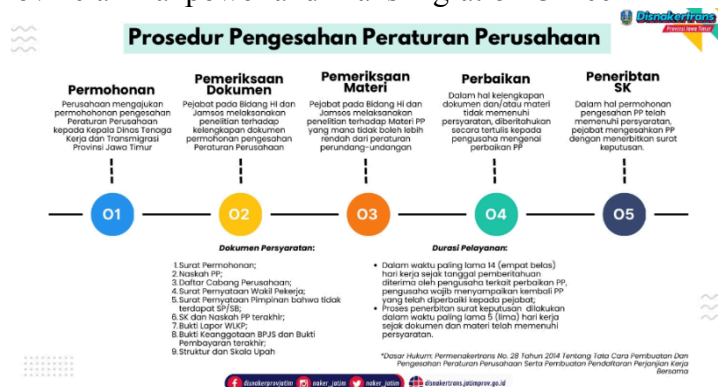 Disnakertrans
Provinsi Jawa Timur
Prosedur Pengesahan Peraturan Perusahaan
Permohonan
Perusahaan mengajukan
permohohonan pengesahan
Peraturan Perusahaan
kepada Kepala Dinas Tenaga
Kerja dan Transmigrasi
Provinsi Jawa Timur
Pemeriksaan
Dokumen
Pejabat pada Bidang HI dan
Jamsos melaksanakan
penelitian terhadap
kelengkapan dokumen
permohonan pengesahan
Peraturan Perusahaan
Pemeriksaan
Materi
Pejabat pada Bidang HI dan
Jamsos melaksanakan
penelitian terhadap Materi PP
yang mana tidak boleh lebih
rendah dari peraturan
perundang-undangan
Perbaikan
Dalam hal kelengkapan
dokumen dan/atau materi
tidak memenuhi
persyaratan, diberitahukan
secara tertulis kepada
pengusaha mengenai
perbaikan PP
Peneribtan
SK
Dalam hal permohonan
pengesahan PP telah
memenuhi persyaratan,
pejabat mengesahkan PP
dengan menerbitkan surat
keputusan.
01
02
03
04
05
Dokumen Persyaratan:
1. Surat Permohonan;
2. Naskah PP;
3. Daftar Cabang Perusahaan;
4. Surat Pernyataan Wakil Pekerja;
5. Surat Pernyataan Pimpinan bahwa tidak
terdapat SP/SB;
6. SK dan Naskah PP terakhir;
7. Bukti Lapor WLKP;
8. Bukti Keanggotaan BPJS dan Bukti
Pembayaran terakhir;
9. Struktur dan Skala Upah
Durasi Pelayanan:
• Dalam waktu paling lama 14 (empat belas)
hari kerja sejak tanggal pemberitahuan
diterima oleh pengusaha terkait perbaikan PP,
pengusaha wajib menyampaikan kembali PP
yang telah diperbaiki kepada pejabat;
• Proses penerbitan surat keputusan dilakukan
dalam waktu paling lama 5 (lima) hari kerja
sejak dokumen dan materi telah memenuhi
persyaratan.
*Dasar Hukum: Permenakertrans No. 28 Tahun 2014 Tentang Tata Cara Pembuatan Dan
Pengesahan Peraturan Perusahaan Serta Pembuatan Pendaftaran Perjanjian Kerja
Bersama
disnakerprovjatim
naker_jatim
naker_jatim
disnakertrans.jatimprov.go.id